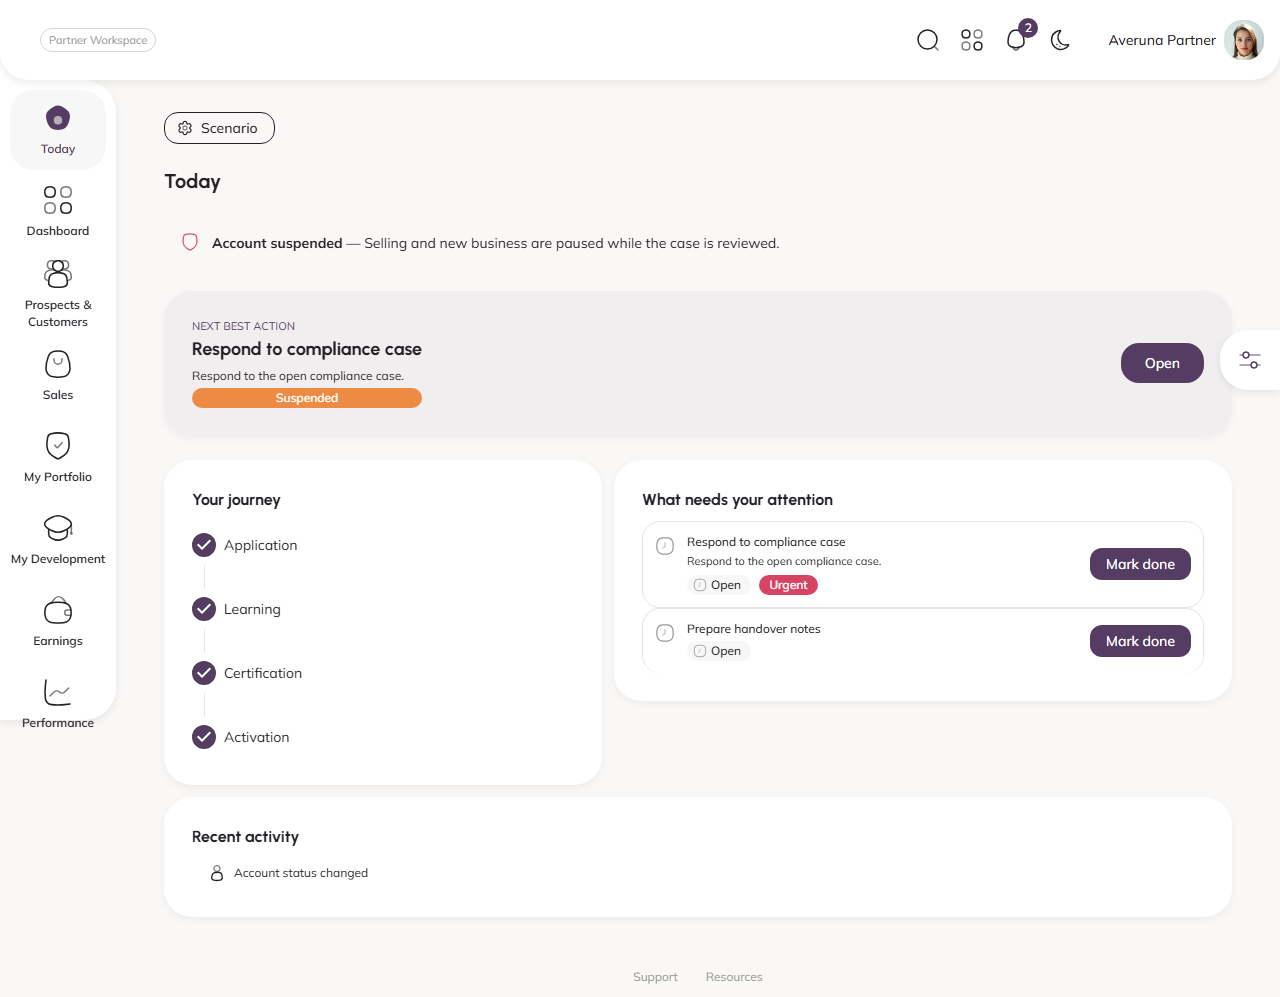 Partner Workspace
2
Averuna Partner
Today
Dashboard
Prospects &
Customers
Sales
My Portfolio
My Development
Earnings
Performance
Scenario
Today
Account suspended — Selling and new business are paused while the case is reviewed.
NEXT BEST ACTION
Respond to compliance case
Respond to the open compliance case.
Suspended
Open
Your journey
Application
Learning
Certification
Activation
What needs your attention
Respond to compliance case
Respond to the open compliance case.
Open
Urgent
Mark done
Prepare handover notes
Open
Mark done
Recent activity
Account status changed
Support
Resources